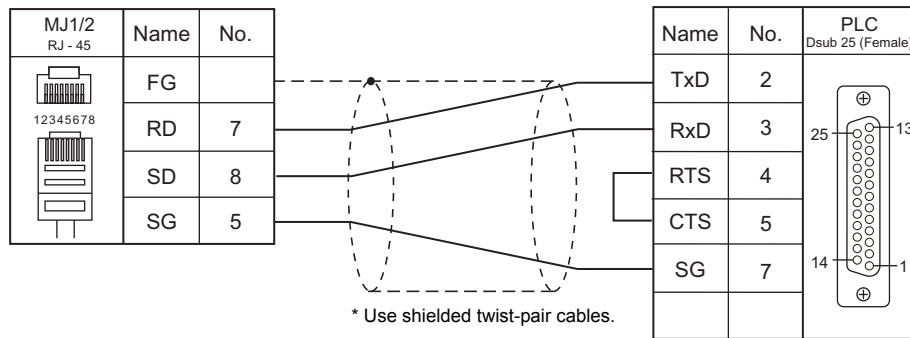 MJ1/2
RJ - 45
Name
No.
12345678
FG
RD
7
SD
8
SG
5
Name
No.
PLC
Dsub 25 (Female)
TxD
2
RxD
3
RTS
4
CTS
5
SG
7
25
13
14
1
* Use shielded twist-pair cables.